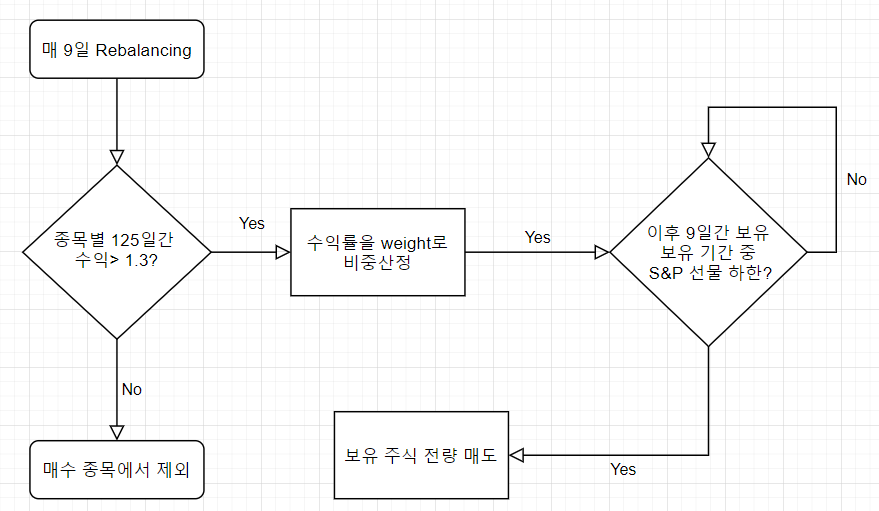 매 9일 Rebalancing
종목별 125일간
수익> 1.3?
Yes
수익률을 weight로
비중산정
Yes
이후 9일간 보유
보유 기간 중
S&P 선물 하한?
No
No
매수 종목에서 제외
보유 주식 전량 매도
Yes